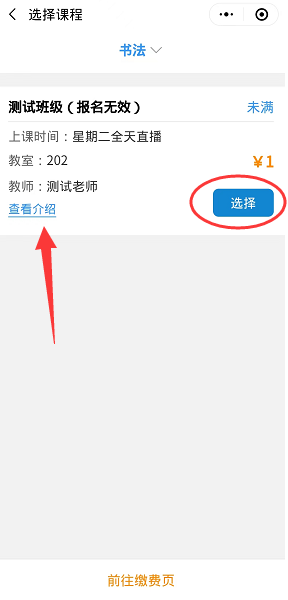 选择课程
书法
测试班级（报名无效） 未满
上课时间：星期二全天直播
教室：202 ￥1
教师：测试老师
查看介绍 选择
前往缴费页